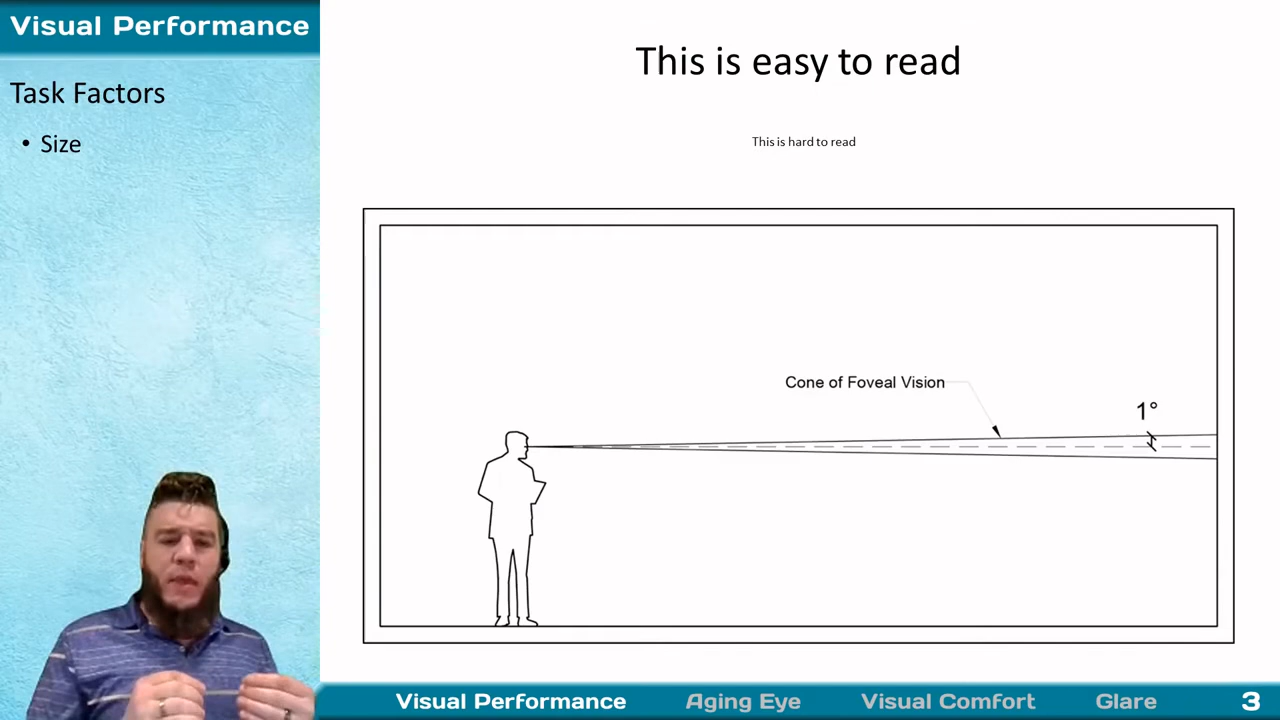 Visual Performance
Task Factors
• Size
This is easy to read
This is hard to read
Cone of Foveal Vision
1°
Visual Performance Aging Eye Visual Comfort Glare 3